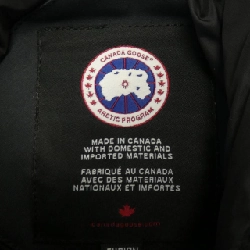 CANADA GOOSE
ARCTIC PROGRAM
MADE IN CANADA
WITH DOMESTIC AND
IMPORTED MATERIALS
FABRIQUÉ AU CANADA
AVEC DES MATERIAUX
NATIONAUX ET IMPORTÉS